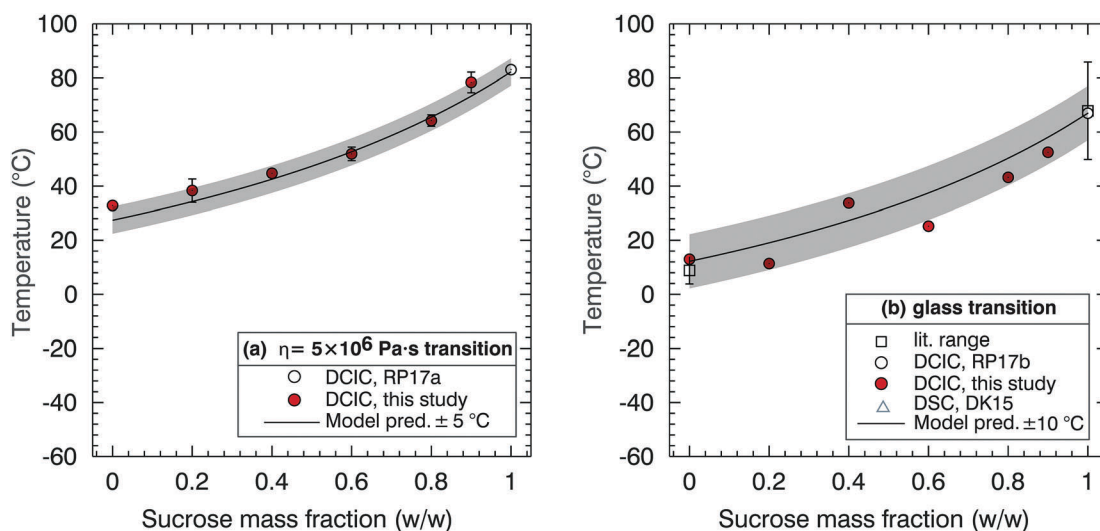 100
80
60
40
20
0
-20
-40
-60
Temperature (°C)
0 0.2 0.4 0.6 0.8 1
Sucrose mass fraction (w/w)
(a) η= 5×10⁶ Pa·s transition
DCIC, RP17a
DCIC, this study
Model pred. ± 5 °C
100
80
60
40
20
0
-20
-40
-60
Temperature (°C)
0 0.2 0.4 0.6 0.8 1
Sucrose mass fraction (w/w)
(b) glass transition
lit. range
DCIC, RP17b
DCIC, this study
DSC, DK15
Model pred. ±10 °C